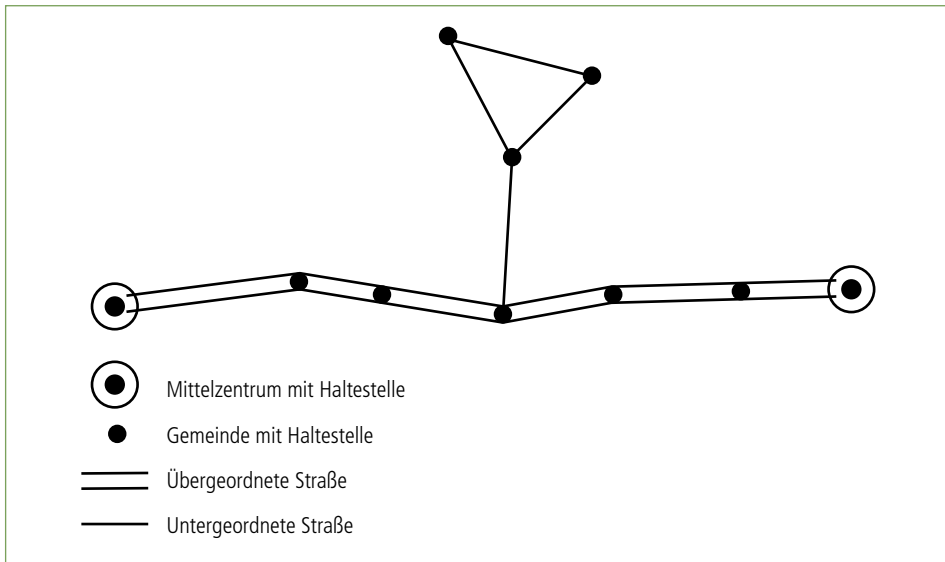 Mittelzentrum mit Haltestelle
Gemeinde mit Haltestelle
Übergeordnete Straße
Untergeordnete Straße